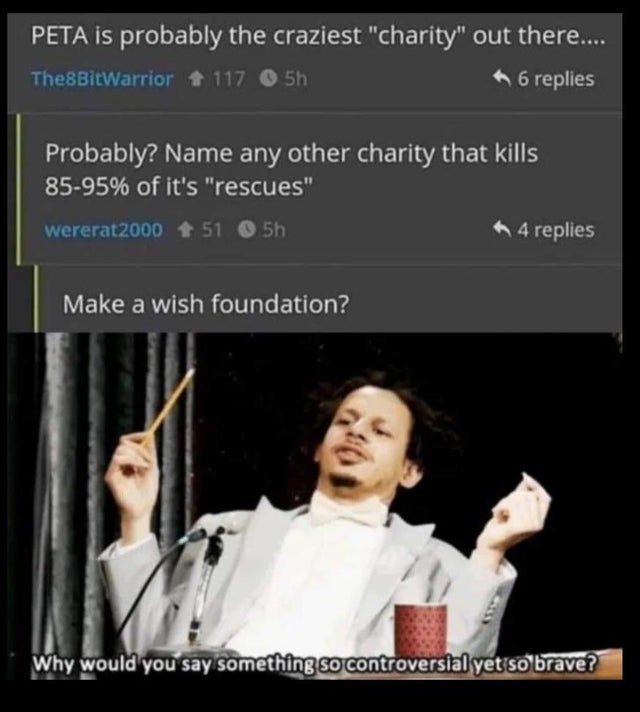 PETA is probably the craziest "charity" out there....
The8BitWarrior 117 5h 6 replies
Probably? Name any other charity that kills
85-95% of it's "rescues"
wererat2000 51 5h 4 replies
Make a wish foundation?
Why would you say something so controversial yet so brave?